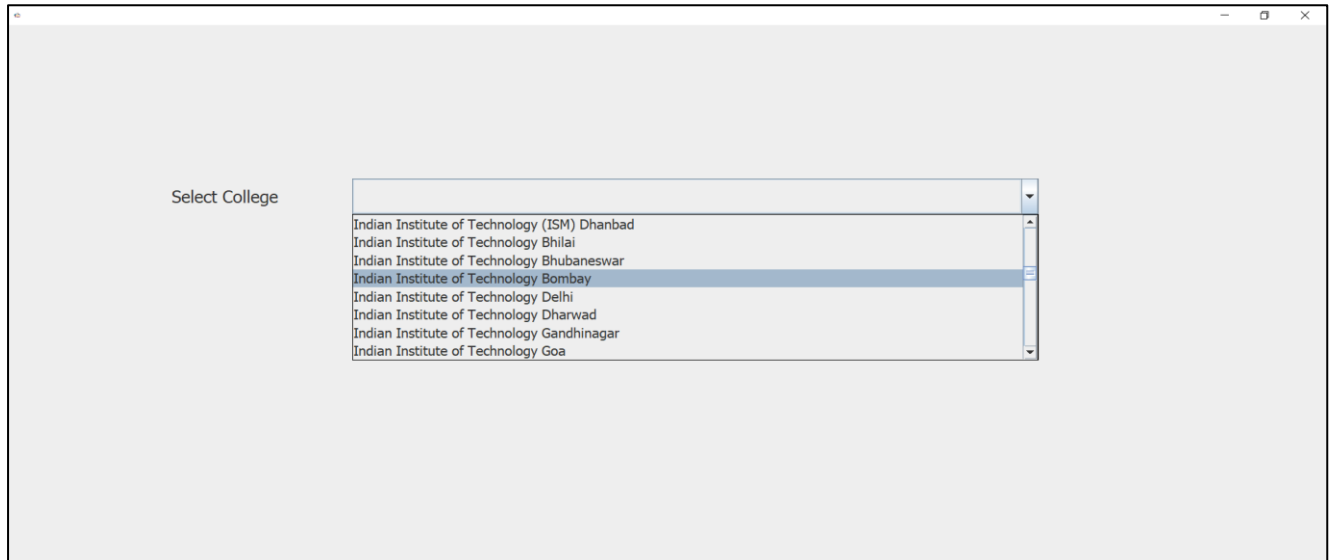 Select College
Indian Institute of Technology (ISM) Dhanbad
Indian Institute of Technology Bhilai
Indian Institute of Technology Bhubaneswar
Indian Institute of Technology Bombay
Indian Institute of Technology Delhi
Indian Institute of Technology Dharwad
Indian Institute of Technology Gandhinagar
Indian Institute of Technology Goa